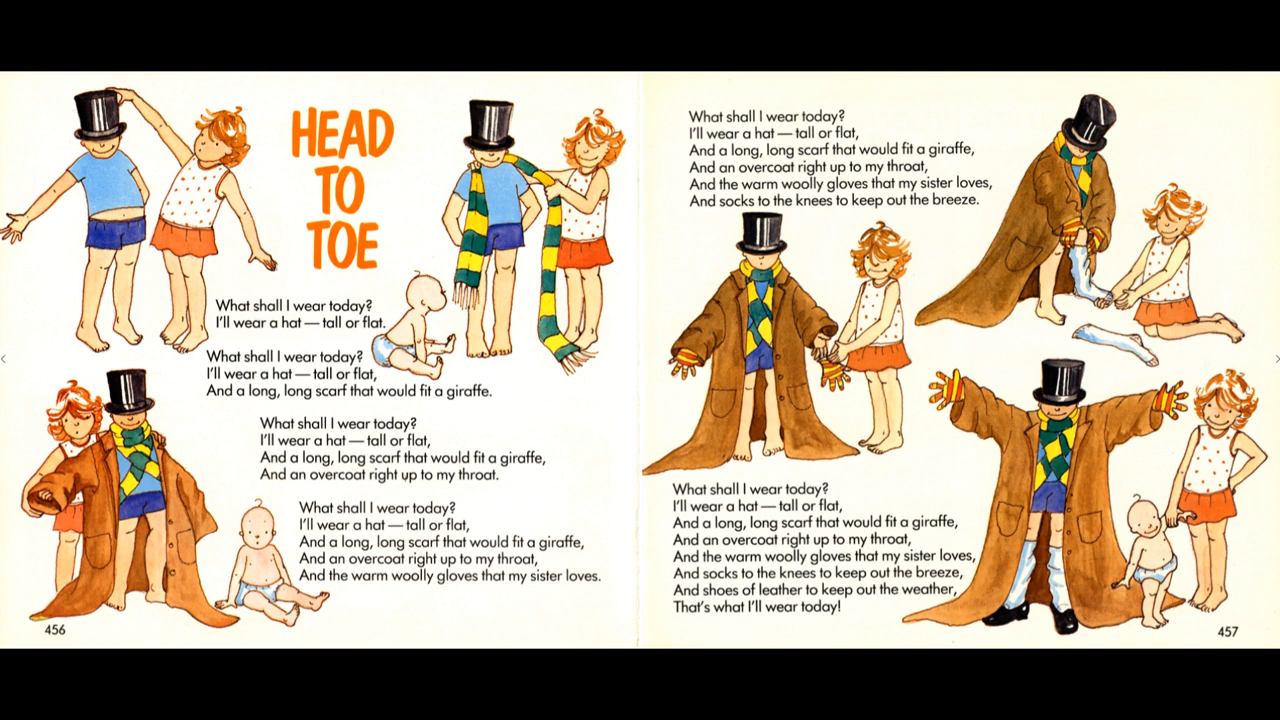 HEAD
TO
TOE
What shall I wear today?
I'll wear a hat — tall or flat.
What shall I wear today?
I'll wear a hat — tall or flat,
And a long, long scarf that would fit a giraffe.
What shall I wear today?
I'll wear a hat — tall or flat,
And a long, long scarf that would fit a giraffe,
And an overcoat right up to my throat.
What shall I wear today?
I'll wear a hat — tall or flat,
And a long, long scarf that would fit a giraffe,
And an overcoat right up to my throat,
And the warm woolly gloves that my sister loves.
456
What shall I wear today?
I'll wear a hat — tall or flat,
And a long, long scarf that would fit a giraffe,
And an overcoat right up to my throat,
And the warm woolly gloves that my sister loves,
And socks to the knees to keep out the breeze.
What shall I wear today?
I'll wear a hat — tall or flat,
And a long, long scarf that would fit a giraffe,
And an overcoat right up to my throat,
And the warm woolly gloves that my sister loves,
And socks to the knees to keep out the breeze,
And shoes of leather to keep out the weather,
That's what I'll wear today!
457